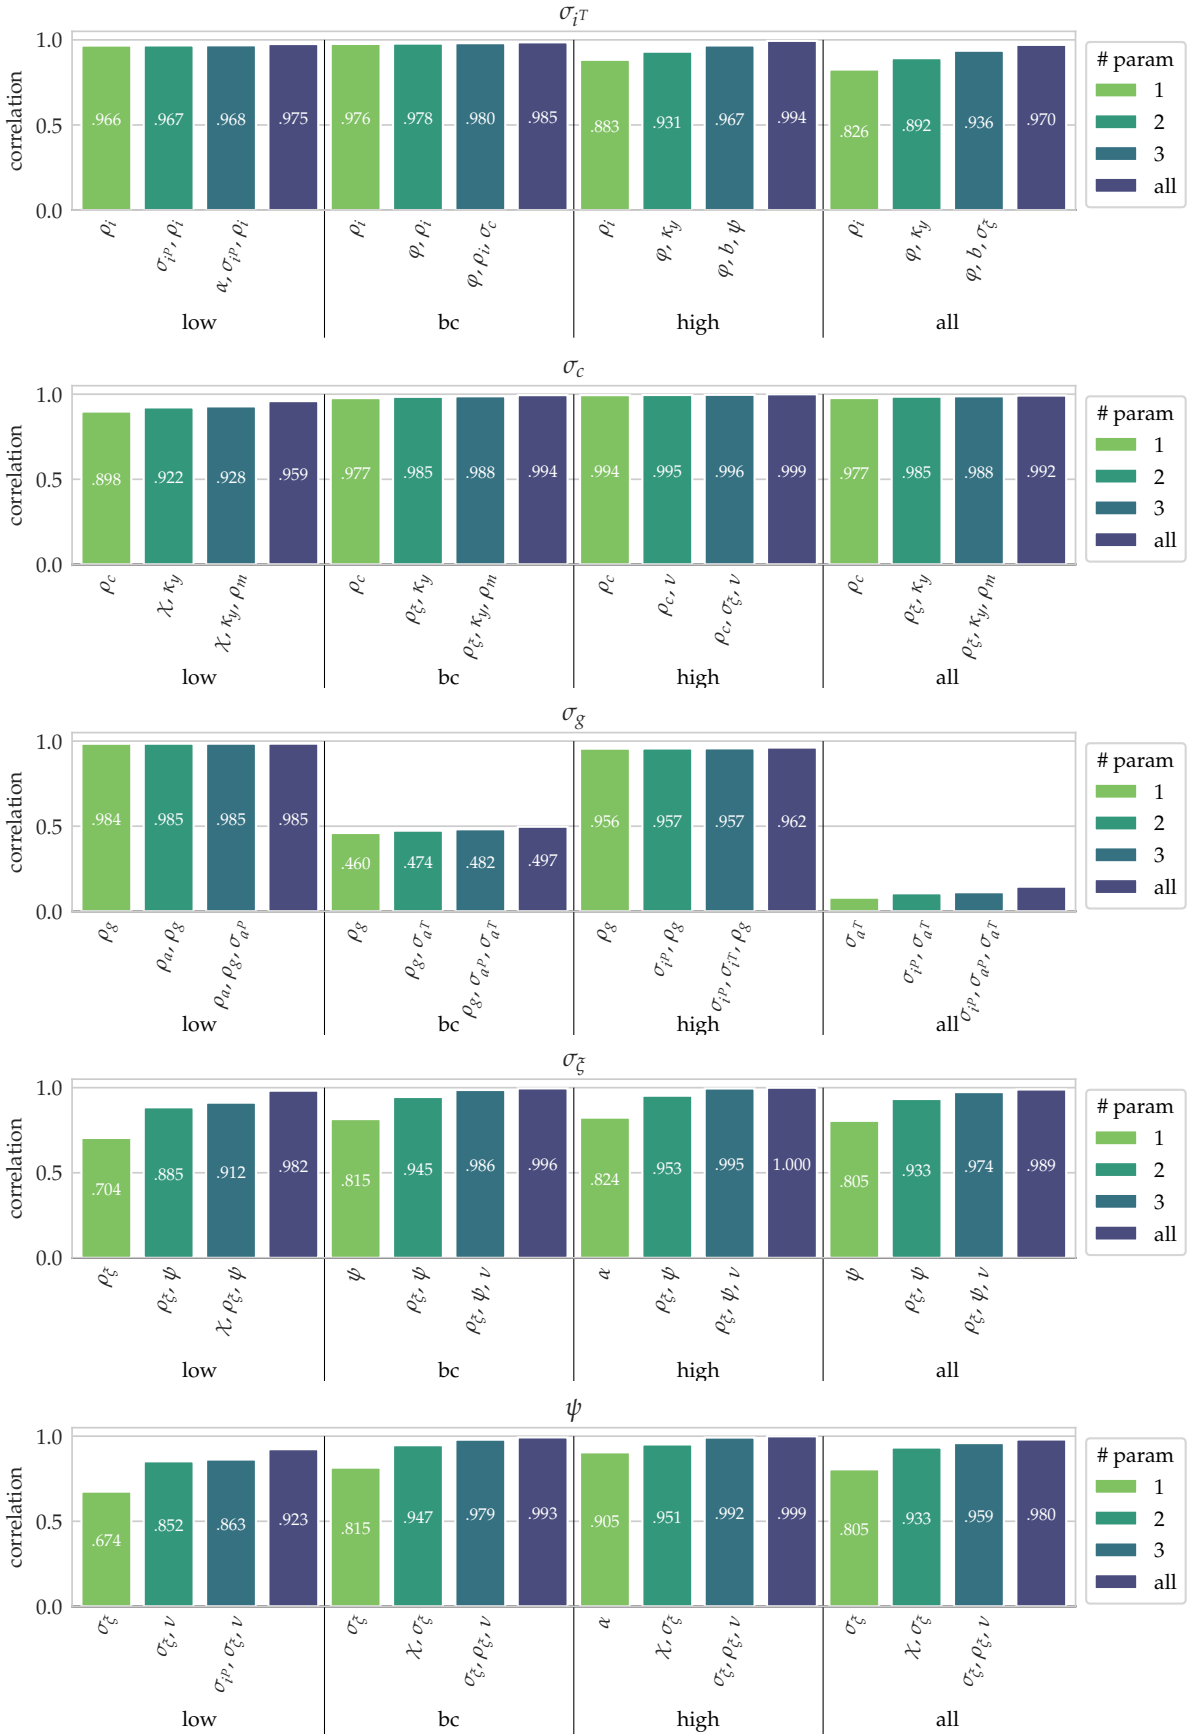 σ_{i^T}
correlation
1.0
0.5
0.0
.966 .967 .968 .975 .976 .978 .980 .985 .883 .931 .967 .994 .826 .892 .936 .970
ρ_i σ_{i^P}, ρ_i α, σ_{i^P}, ρ_i ρ_i φ, ρ_i φ, ρ_i, σ_c ρ_i φ, κ_y φ, b, ψ ρ_i φ, κ_y φ, b, σ_ξ
low bc high all
# param
1
2
3
all
σ_c
correlation
1.0
0.5
0.0
.898 .922 .928 .959 .977 .985 .988 .994 .994 .995 .996 .999 .977 .985 .988 .992
ρ_c χ, κ_y χ, κ_y, ρ_m ρ_c ρ_ξ, κ_y ρ_ξ, κ_y, ρ_m ρ_c ρ_c, ν ρ_c, σ_ξ, ν ρ_c ρ_ξ, κ_y ρ_ξ, κ_y, ρ_m
low bc high all
# param
1
2
3
all
σ_g
correlation
1.0
0.5
0.0
.984 .985 .985 .985 .460 .474 .482 .497 .956 .957 .957 .962
ρ_g ρ_a, ρ_g ρ_a, ρ_g, σ_{a^P} ρ_g ρ_g, σ_{a^T} ρ_g, σ_{a^P}, σ_{a^T} ρ_g σ_{i^P}, ρ_g σ_{i^P}, σ_{i^T}, ρ_g σ_{a^T} σ_{i^P}, σ_{a^T} σ_{i^P}, σ_{a^P}, σ_{a^T}
low bc high all
# param
1
2
3
all
σ_ξ
correlation
1.0
0.5
0.0
.704 .885 .912 .982 .815 .945 .986 .996 .824 .953 .995 1.000 .805 .933 .974 .989
ρ_ξ ρ_ξ, ψ χ, ρ_ξ, ψ ψ ρ_ξ, ψ ρ_ξ, ψ, ν α ρ_ξ, ψ ρ_ξ, ψ, ν ψ ρ_ξ, ψ ρ_ξ, ψ, ν
low bc high all
# param
1
2
3
all
ψ
correlation
1.0
0.5
0.0
.674 .852 .863 .923 .815 .947 .979 .993 .905 .951 .992 .999 .805 .933 .959 .980
σ_ξ σ_ξ, ν σ_{i^P}, σ_ξ, ν σ_ξ χ, σ_ξ σ_ξ, ρ_ξ, ν α χ, σ_ξ σ_ξ, ρ_ξ, ν σ_ξ χ, σ_ξ σ_ξ, ρ_ξ, ν
low bc high all
# param
1
2
3
all